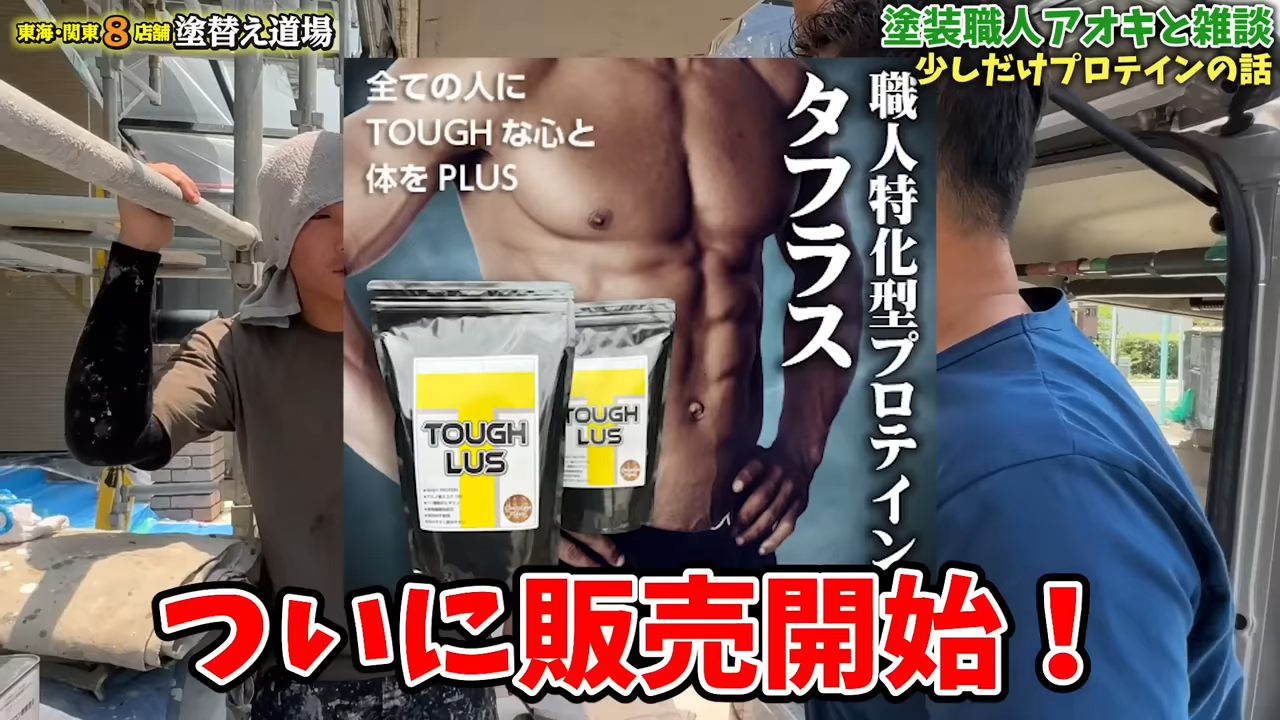 東海・関東8店舗 塗替え道場
塗装職人アオキと雑談
少しだけプロテインの話
全ての人に
TOUGHな心と
体をPLUS
職人特化型プロテイン
タフラス
TOUGH
LUS
TOUGH
LUS
ついに販売開始！